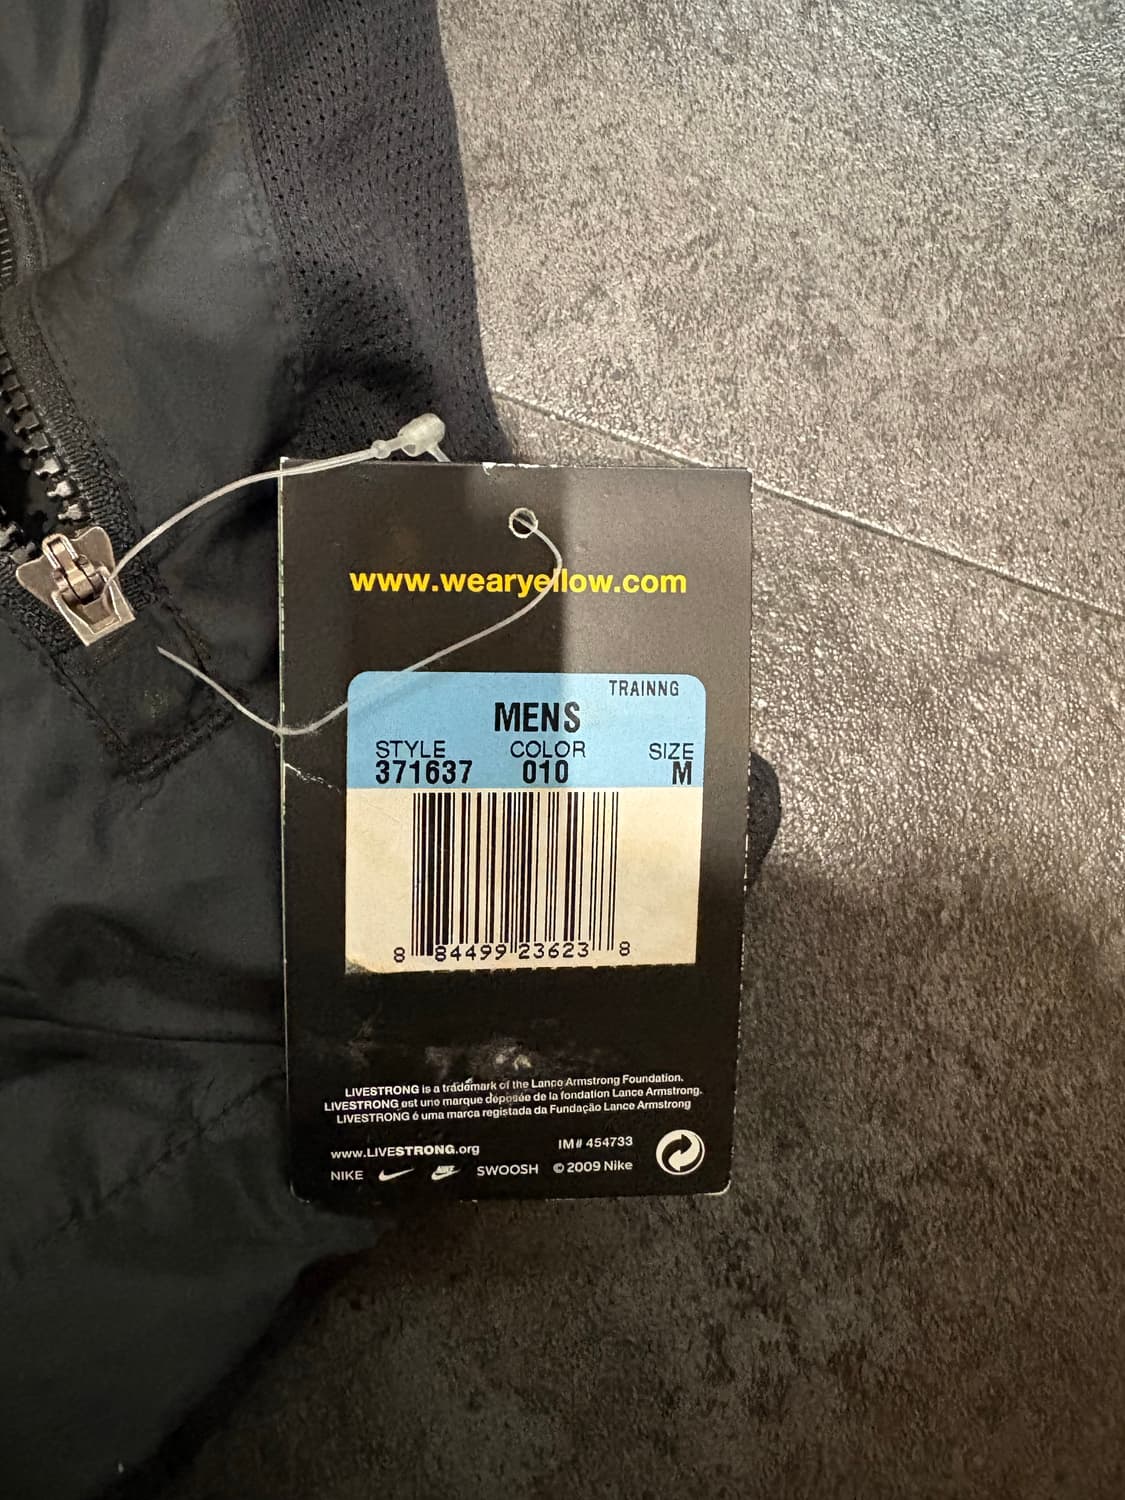 www.wearyellow.com
TRAINNG
MENS
STYLE COLOR SIZE
371637 010 M
8 84499 23623 8
LIVESTRONG is a trademark of the Lance Armstrong Foundation.
LIVESTRONG est une marque déposée de la fondation Lance Armstrong.
LIVESTRONG é uma marca registada da Fundação Lance Armstrong
www.LIVESTRONG.org IM# 454733
NIKE NIKE SWOOSH © 2009 Nike